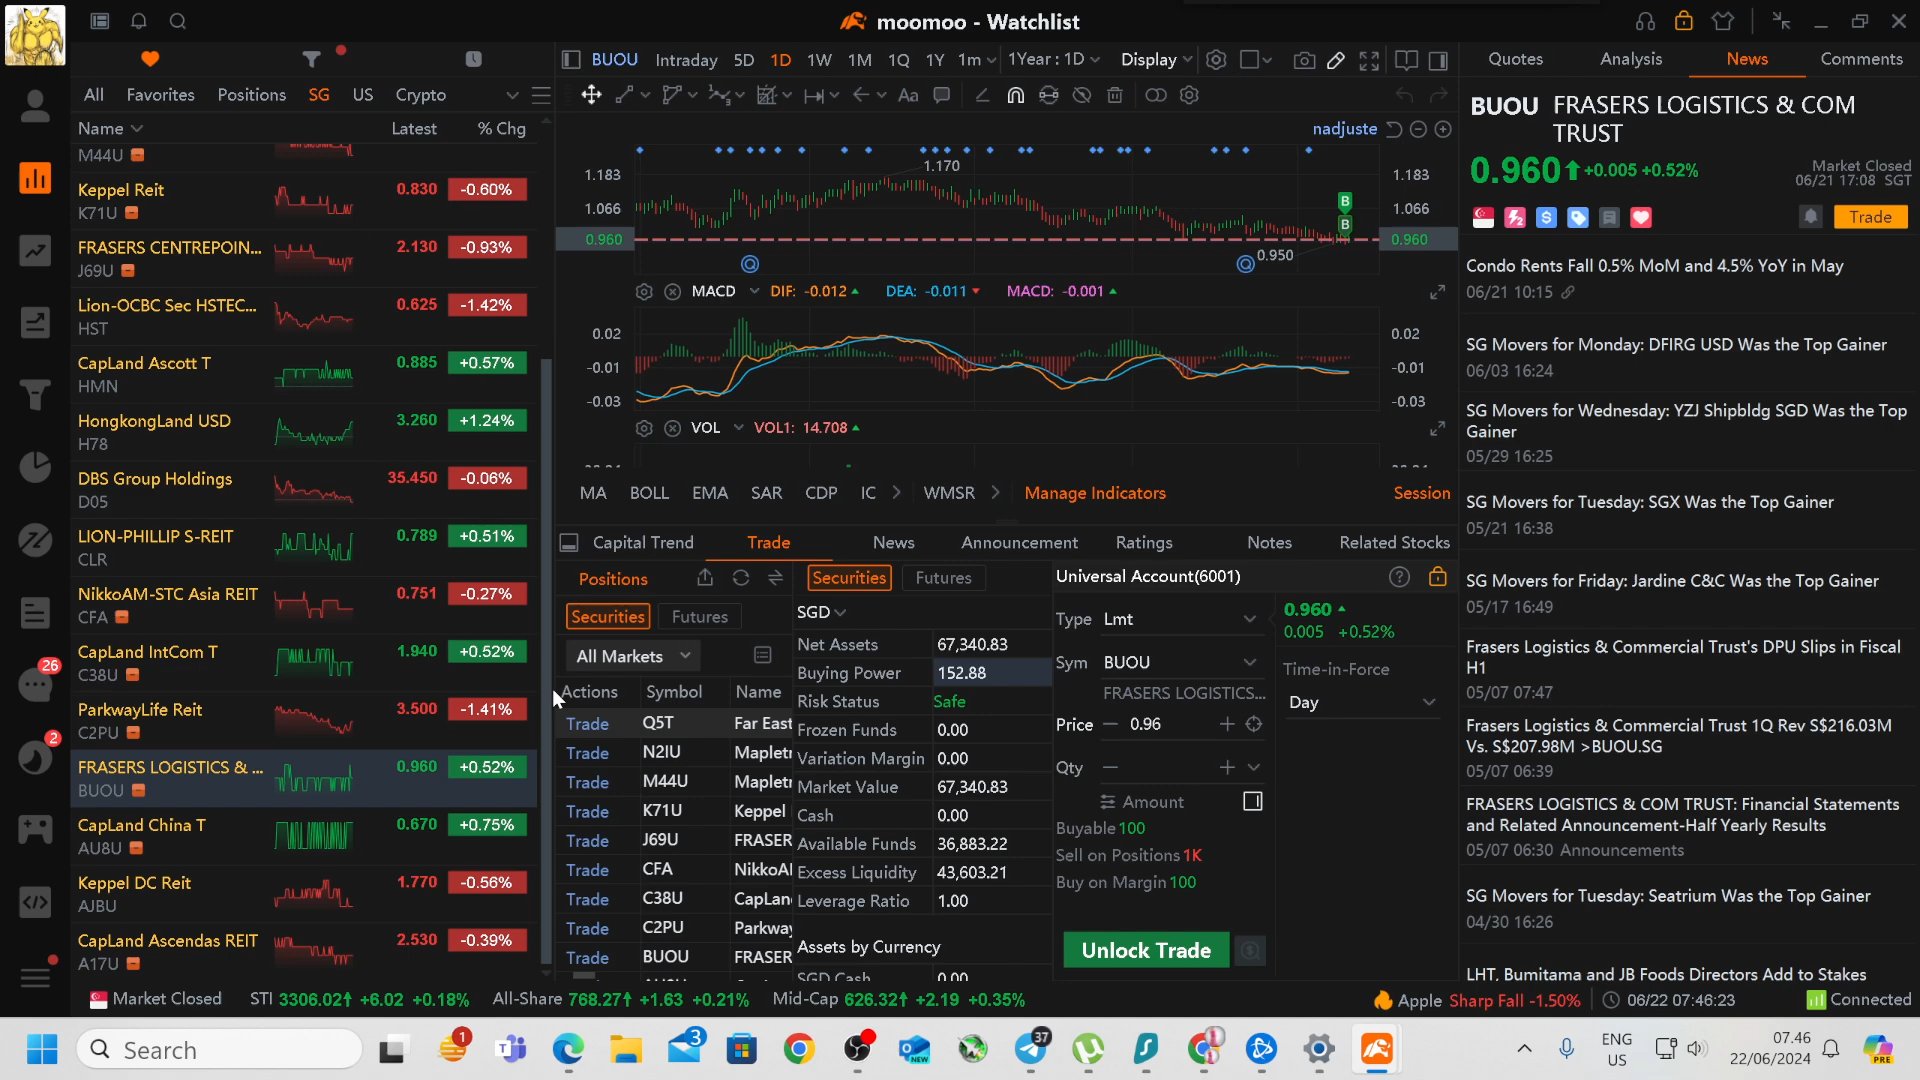 moomoo - Watchlist
BUOU Intraday 5D 1D 1W 1M 1Q 1Y 1m 1Year : 1D Display
Quotes Analysis News Comments
All Favorites Positions SG US Crypto
Aa
Name Latest % Chg
M44U
Keppel Reit 0.830 -0.60%
K71U
FRASERS CENTREPOIN... 2.130 -0.93%
J69U
Lion-OCBC Sec HSTEC... 0.625 -1.42%
HST
CapLand Ascott T 0.885 +0.57%
HMN
HongkongLand USD 3.260 +1.24%
H78
DBS Group Holdings 35.450 -0.06%
D05
LION-PHILLIP S-REIT 0.789 +0.51%
CLR
NikkoAM-STC Asia REIT 0.751 -0.27%
CFA
CapLand IntCom T 1.940 +0.52%
C38U
ParkwayLife Reit 3.500 -1.41%
C2PU
FRASERS LOGISTICS & ... 0.960 +0.52%
BUOU
CapLand China T 0.670 +0.75%
AU8U
Keppel DC Reit 1.770 -0.56%
AJBU
CapLand Ascendas REIT 2.530 -0.39%
A17U
26
2
nadjuste
1.183 1.170 1.183
1.066 B 1.066
B
0.960 0.960
0.950
Q Q
MACD DIF: -0.012 DEA: -0.011 MACD: -0.001
0.02 0.02
-0.01 -0.01
-0.03 -0.03
VOL VOL1: 14.708
MA BOLL EMA SAR CDP IC WMSR Manage Indicators Session
Capital Trend Trade News Announcement Ratings Notes Related Stocks
Positions
Securities Futures
All Markets
Actions Symbol Name
Trade Q5T Far East
Trade N2IU Mapletr
Trade M44U Mapletr
Trade K71U Keppel
Trade J69U FRASER
Trade CFA NikkoAI
Trade C38U CapLan
Trade C2PU Parkway
Trade BUOU FRASER
Securities Futures
SGD
Net Assets 67,340.83
Buying Power 152.88
Risk Status Safe
Frozen Funds 0.00
Variation Margin 0.00
Market Value 67,340.83
Cash 0.00
Available Funds 36,883.22
Excess Liquidity 43,603.21
Leverage Ratio 1.00
Assets by Currency
SGD Cash 0.00
Universal Account(6001)
Type Lmt
Sym BUOU
FRASERS LOGISTICS...
Price 0.96
Qty
Amount
Buyable 100
Sell on Positions 1K
Buy on Margin 100
Unlock Trade
0.960
0.005 +0.52%
Time-in-Force
Day
BUOU FRASERS LOGISTICS & COM
TRUST
0.960 +0.005 +0.52%
Market Closed
06/21 17:08 SGT
Trade
Condo Rents Fall 0.5% MoM and 4.5% YoY in May
06/21 10:15
SG Movers for Monday: DFIRG USD Was the Top Gainer
06/03 16:24
SG Movers for Wednesday: YZJ Shipbldg SGD Was the Top
Gainer
05/29 16:25
SG Movers for Tuesday: SGX Was the Top Gainer
05/21 16:38
SG Movers for Friday: Jardine C&C Was the Top Gainer
05/17 16:49
Frasers Logistics & Commercial Trust's DPU Slips in Fiscal
H1
05/07 07:47
Frasers Logistics & Commercial Trust 1Q Rev S$216.03M
Vs. S$207.98M >BUOU.SG
05/07 06:39
FRASERS LOGISTICS & COM TRUST: Financial Statements
and Related Announcement-Half Yearly Results
05/07 06:30 Announcements
SG Movers for Tuesday: Seatrium Was the Top Gainer
04/30 16:26
LHT, Bumitama and JB Foods Directors Add to Stakes
Market Closed STI 3306.02 +6.02 +0.18% All-Share 768.27 +1.63 +0.21% Mid-Cap 626.32 +2.19 +0.35% Apple Sharp Fall -1.50% 06/22 07:46:23 Connected
Search 1 3 NEW 37 ENG
US
07.46
22/06/2024
PRE